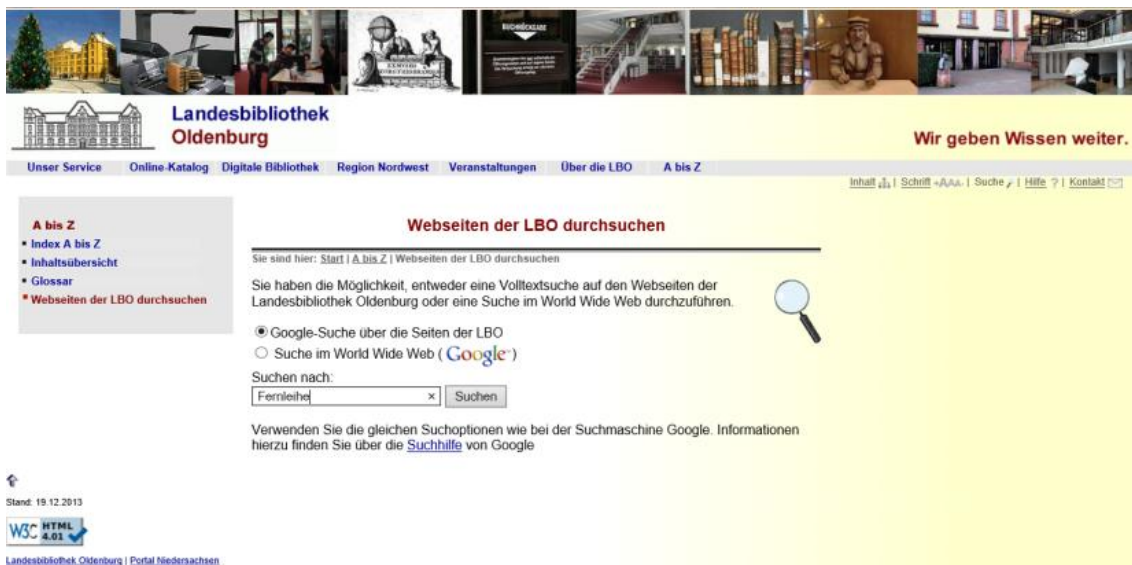 BUCHRÜCKGABE
Landesbibliothek
Oldenburg
Wir geben Wissen weiter.
Unser Service Online-Katalog Digitale Bibliothek Region Nordwest Veranstaltungen Über die LBO A bis Z
Inhalt | Schrift +AAA- | Suche | Hilfe ? | Kontakt
A bis Z
Index A bis Z
Inhaltsübersicht
Glossar
Webseiten der LBO durchsuchen
Webseiten der LBO durchsuchen
Sie sind hier: Start | A bis Z | Webseiten der LBO durchsuchen
Sie haben die Möglichkeit, entweder eine Volltextsuche auf den Webseiten der
Landesbibliothek Oldenburg oder eine Suche im World Wide Web durchzuführen.
Google-Suche über die Seiten der LBO
Suche im World Wide Web ( Google™ )
Suchen nach:
Fernleihe × Suchen
Verwenden Sie die gleichen Suchoptionen wie bei der Suchmaschine Google. Informationen
hierzu finden Sie über die Suchhilfe von Google
Stand: 19.12.2013
W3C HTML 4.01
Landesbibliothek Oldenburg | Portal Niedersachsen